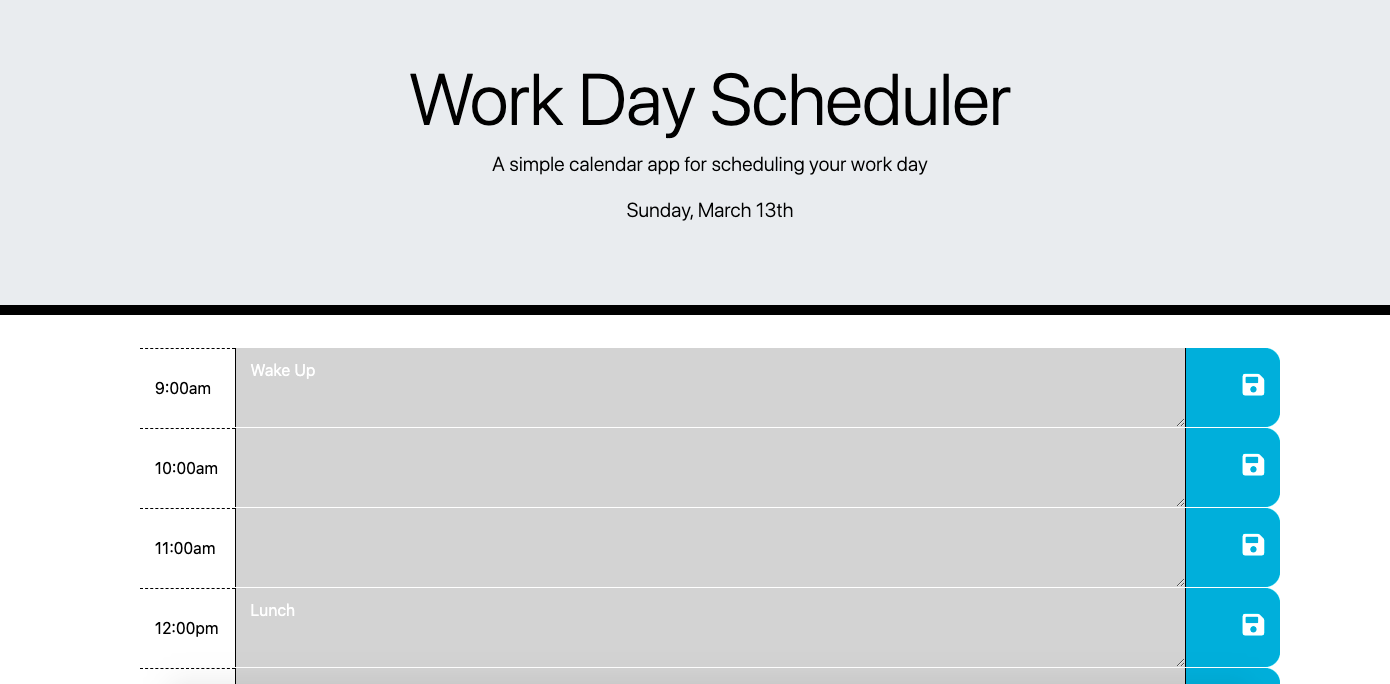 Work Day Scheduler
A simple calendar app for scheduling your work day
Sunday, March 13th
9:00am
Wake Up
10:00am
11:00am
12:00pm
Lunch